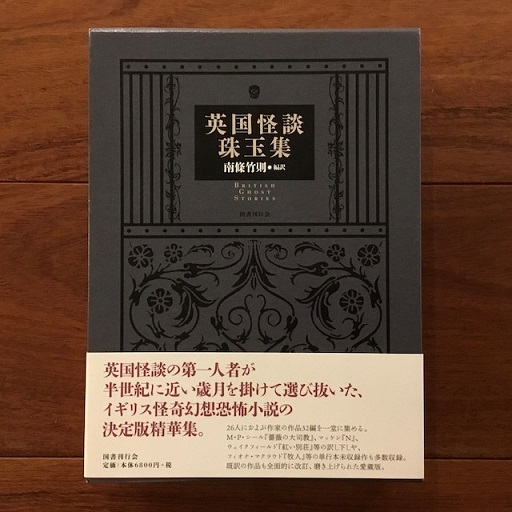 英国怪談
珠玉集
南條竹則●編訳
BRITISH
GHOST
STORIES
国書刊行会
英国怪談の第一人者が
半世紀に近い歳月を掛けて選び抜いた、
イギリス怪奇幻想恐怖小説の
決定版精華集。
26人におよぶ作家の作品32編を一堂に集める。
M・P・シール『薔薇の大司教』、マッケン『N』、
ウェイクフィールド『紅い別荘』等の訳し下しや、
フィオナ・マクラウド『牧人』等の単行本未収録作も多数収録。
既訳の作品も全面的に改訂、磨き上げられた愛蔵版。
国書刊行会
定価：本体6800円＋税